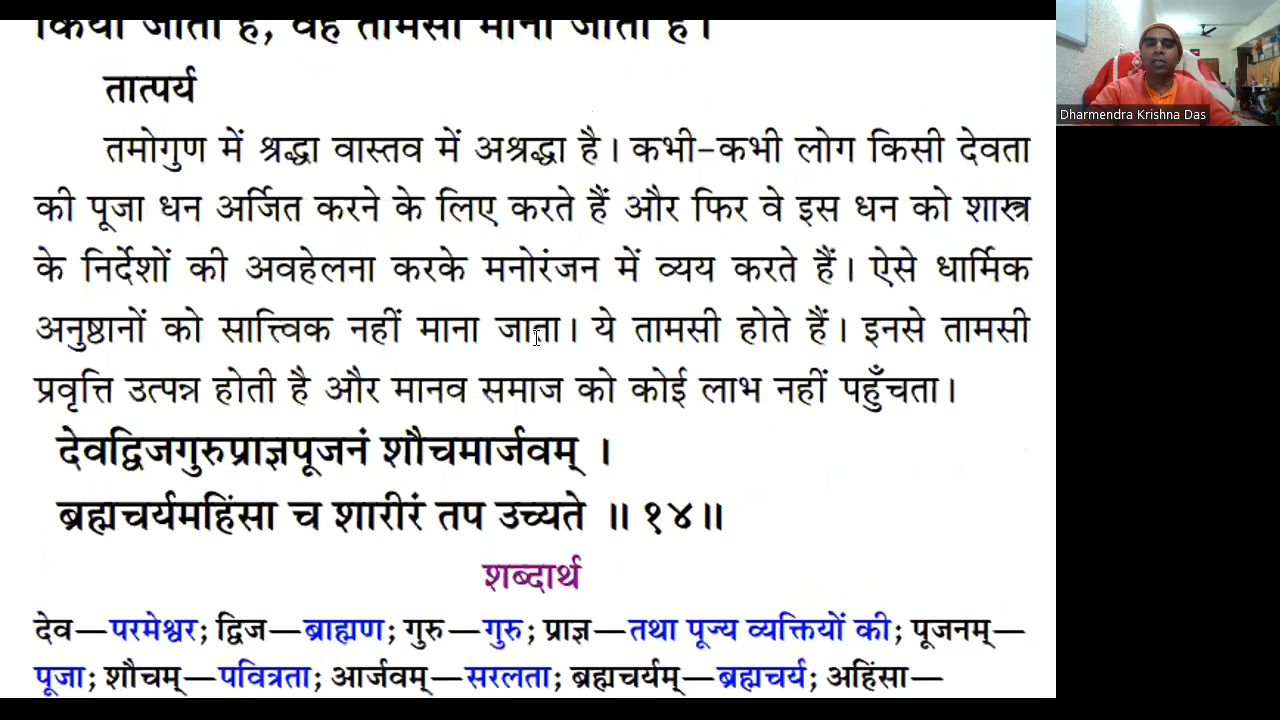 किया जाता है, वह तामसी माना जाता है।
तात्पर्य
तमोगुण में श्रद्धा वास्तव में अश्रद्धा है। कभी-कभी लोग किसी देवता
की पूजा धन अर्जित करने के लिए करते हैं और फिर वे इस धन को शास्त्र
के निर्देशों की अवहेलना करके मनोरंजन में व्यय करते हैं। ऐसे धार्मिक
अनुष्ठानों को सात्त्विक नहीं माना जाता। ये तामसी होते हैं। इनसे तामसी
प्रवृत्ति उत्पन्न होती है और मानव समाज को कोई लाभ नहीं पहुँचता।
देवद्विजगुरुप्राज्ञपूजनं शौचमार्जवम् ।
ब्रह्मचर्यमहिंसा च शारीरं तप उच्यते ॥ १४॥
शब्दार्थ
देव—परमेश्वर; द्विज—ब्राह्मण; गुरु—गुरु; प्राज्ञ—तथा पूज्य व्यक्तियों की; पूजनम्—
पूजा; शौचम्—पवित्रता; आर्जवम्—सरलता; ब्रह्मचर्यम्—ब्रह्मचर्य; अहिंसा—
Dharmendra Krishna Das